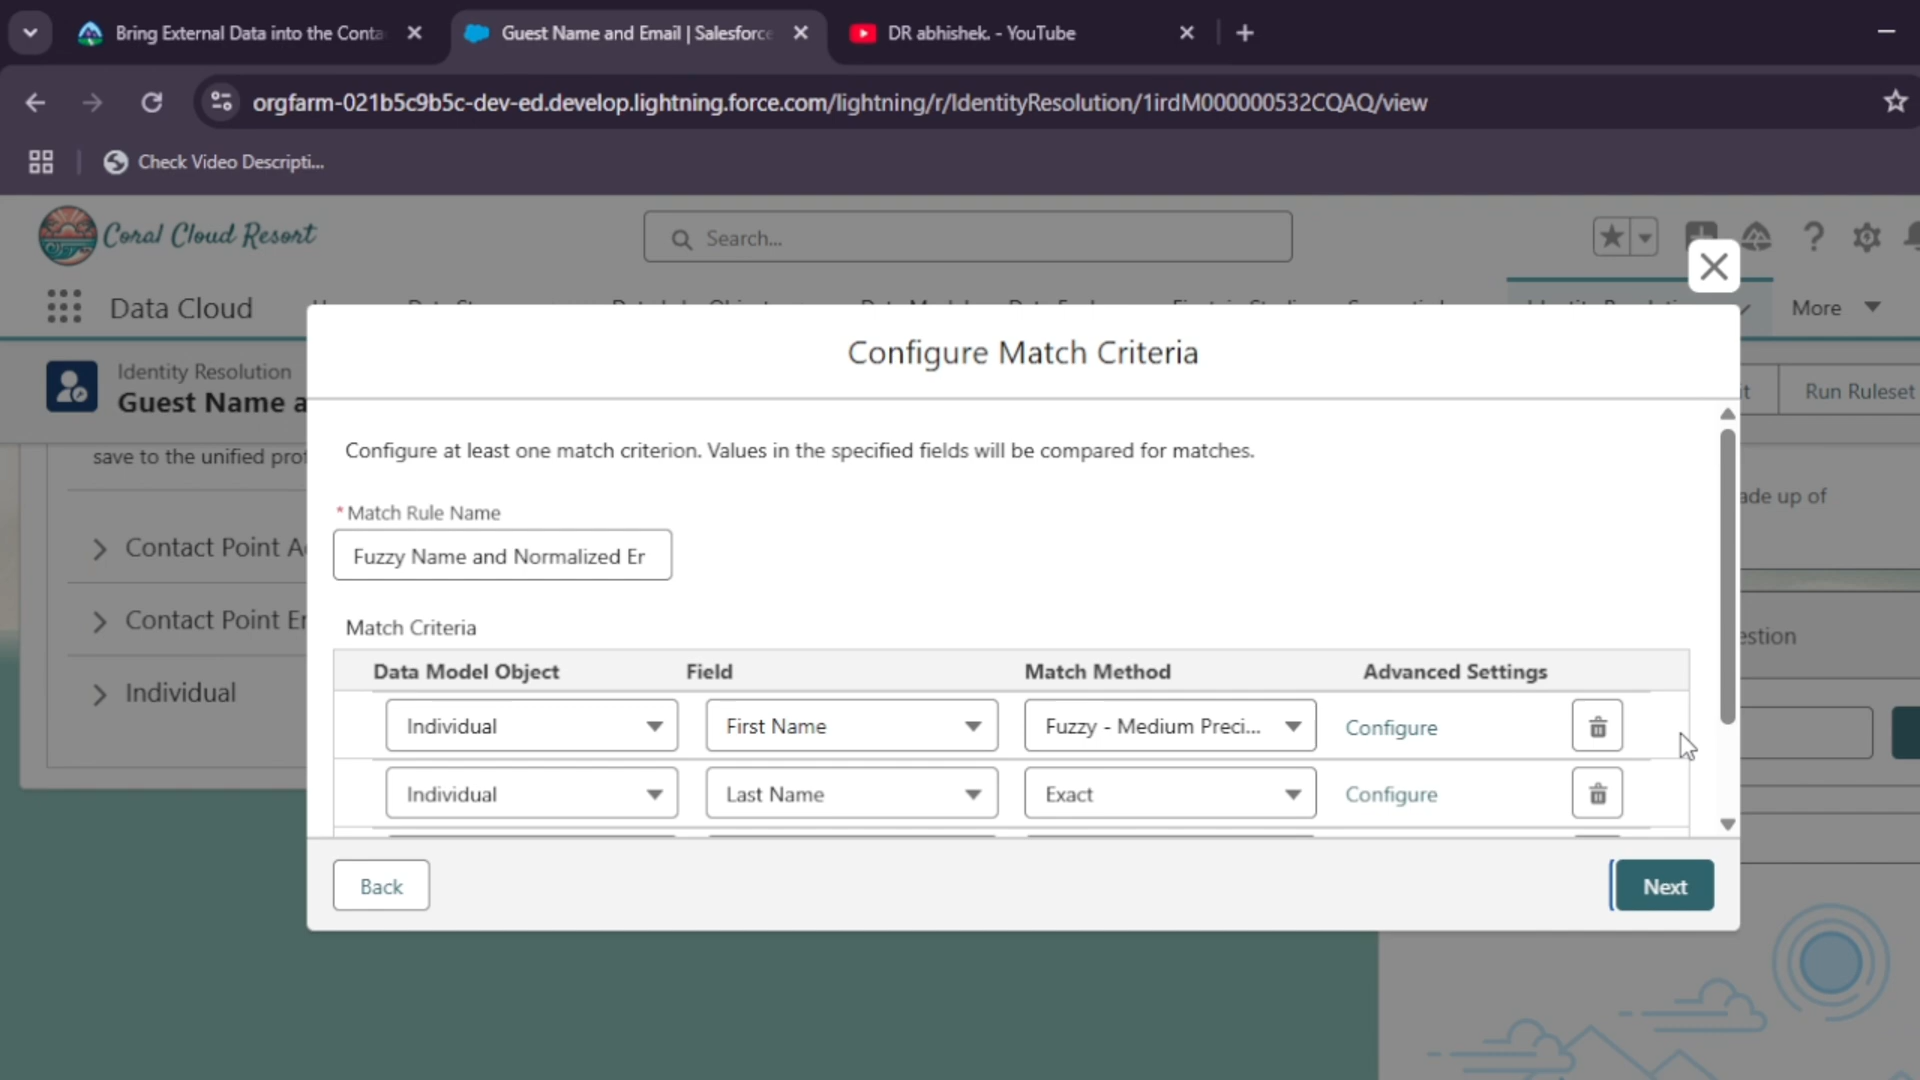 Bring External Data into the Conta
Guest Name and Email | Salesforce
DR abhishek. - YouTube
orgfarm-021b5c9b5c-dev-ed.develop.lightning.force.com/lightning/r/IdentityResolution/1irdM000000532CQAQ/view
Check Video Descripti...
Coral Cloud Resort
Search...
Data Cloud
More
Identity Resolution
Guest Name a
Run Ruleset
Configure Match Criteria
save to the unified prof
Configure at least one match criterion. Values in the specified fields will be compared for matches.
ade up of
* Match Rule Name
Fuzzy Name and Normalized Er
Contact Point A
Contact Point Er
Individual
Match Criteria
estion
Data Model Object Field Match Method Advanced Settings
Individual First Name Fuzzy - Medium Preci... Configure
Individual Last Name Exact Configure
Back
Next